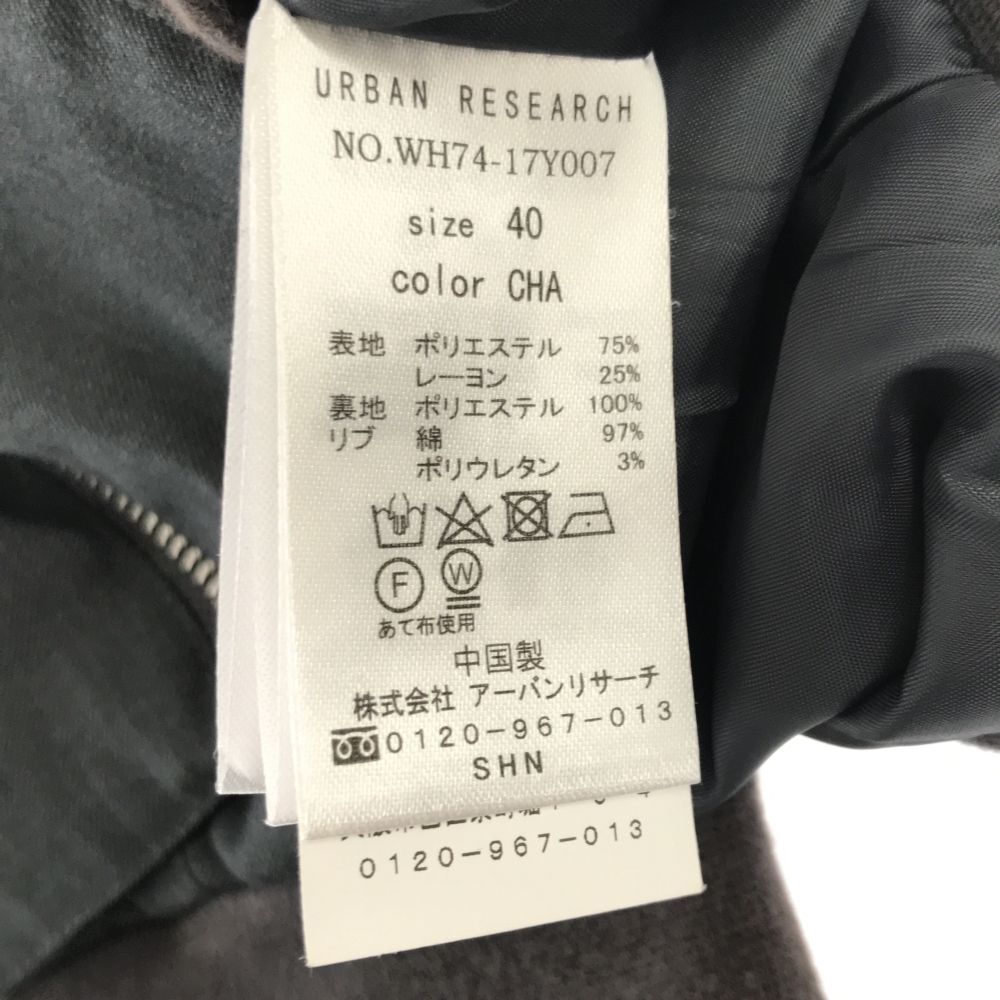 URBAN RESEARCH
NO.WH74-17Y007
size 40
color CHA
表地 ポリエステル 75%
レーヨン 25%
裏地 ポリエステル 100%
リブ 綿 97%
ポリウレタン 3%
F W
あて布使用
中国製
株式会社 アーバンリサーチ
0120-967-013
SHN
0120-967-013